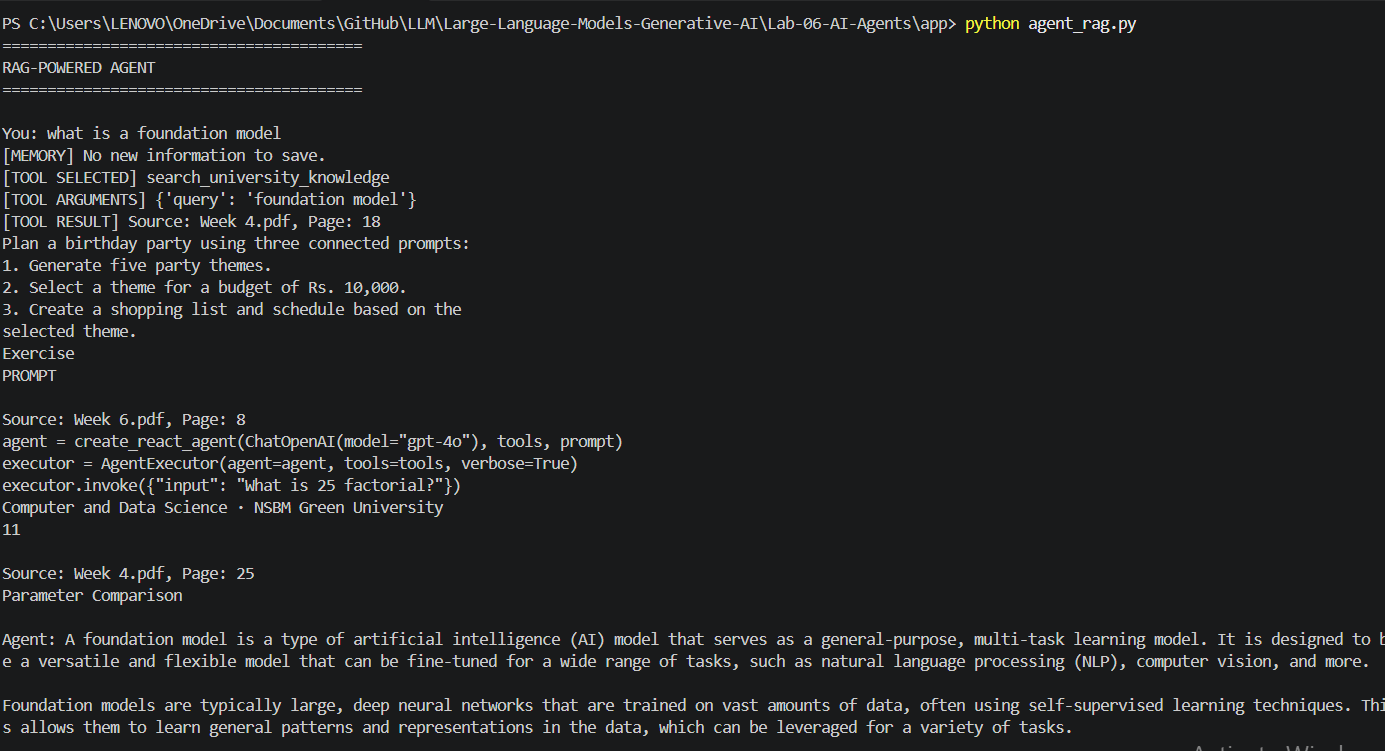 PS C:\Users\LENOVO\OneDrive\Documents\GitHub\LLM\Large-Language-Models-Generative-AI\Lab-06-AI-Agents\app> python agent_rag.py
========================================
RAG-POWERED AGENT
========================================
You: what is a foundation model
[MEMORY] No new information to save.
[TOOL SELECTED] search_university_knowledge
[TOOL ARGUMENTS] {'query': 'foundation model'}
[TOOL RESULT] Source: Week 4.pdf, Page: 18
Plan a birthday party using three connected prompts:
1. Generate five party themes.
2. Select a theme for a budget of Rs. 10,000.
3. Create a shopping list and schedule based on the
selected theme.
Exercise
PROMPT
Source: Week 6.pdf, Page: 8
agent = create_react_agent(ChatOpenAI(model="gpt-4o"), tools, prompt)
executor = AgentExecutor(agent=agent, tools=tools, verbose=True)
executor.invoke({"input": "What is 25 factorial?"})
Computer and Data Science · NSBM Green University
11
Source: Week 4.pdf, Page: 25
Parameter Comparison
Agent: A foundation model is a type of artificial intelligence (AI) model that serves as a general-purpose, multi-task learning model. It is designed to b
e a versatile and flexible model that can be fine-tuned for a wide range of tasks, such as natural language processing (NLP), computer vision, and more.
Foundation models are typically large, deep neural networks that are trained on vast amounts of data, often using self-supervised learning techniques. Thi
s allows them to learn general patterns and representations in the data, which can be leveraged for a variety of tasks.